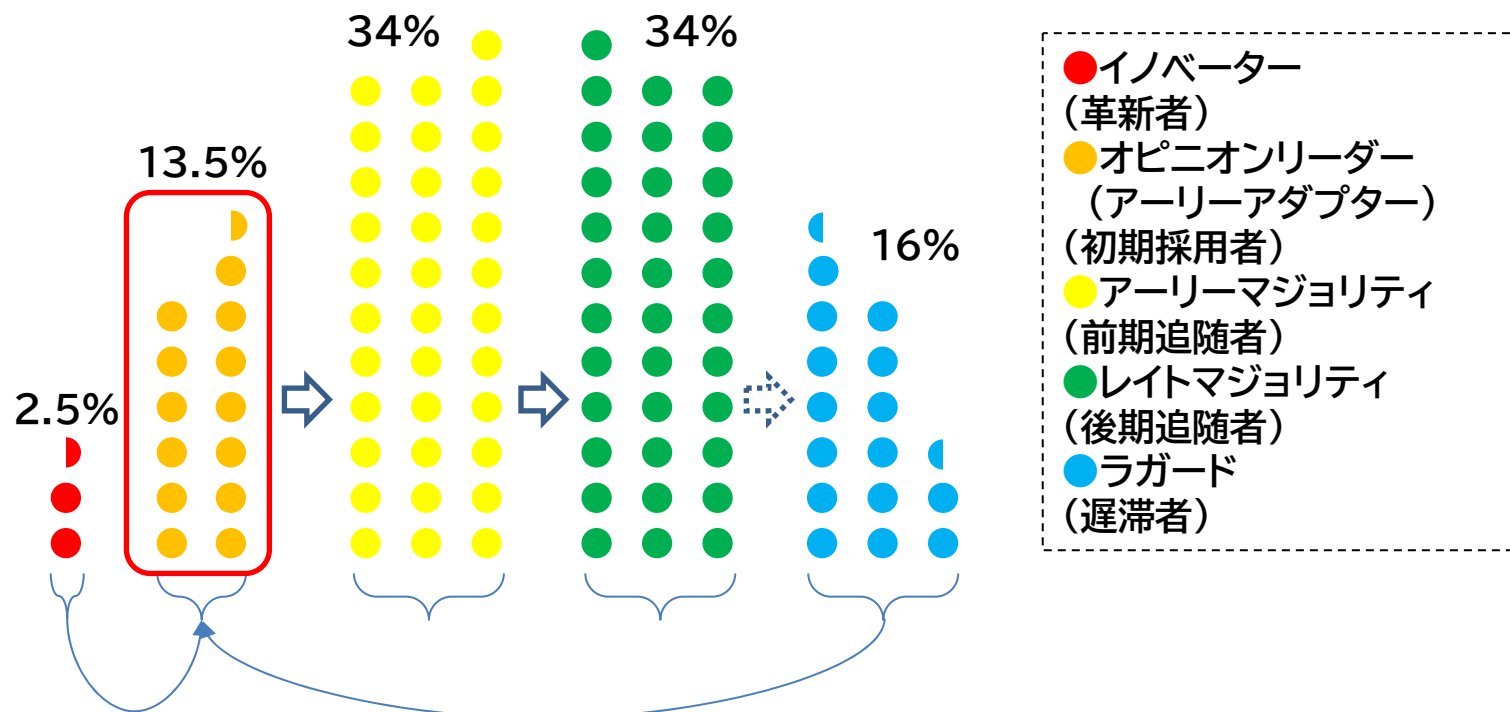 34%
34%
13.5%
16%
2.5%
●イノベーター
(革新者)
●オピニオンリーダー
(アーリーアダプター)
(初期採用者)
●アーリーマジョリティ
(前期追随者)
●レイトマジョリティ
(後期追随者)
●ラガード
(遅滞者)